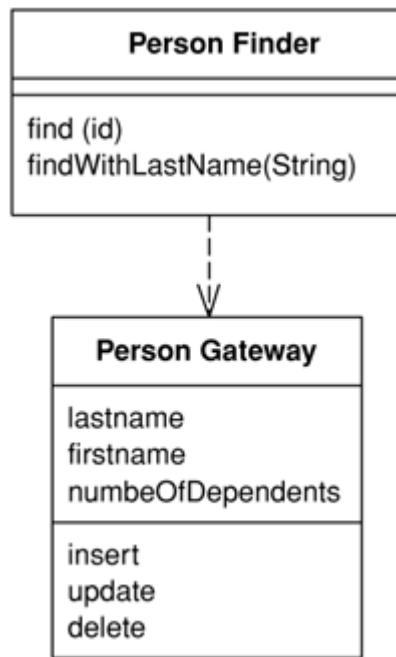 Person Finder
find (id)
findWithLastName(String)
Person Gateway
lastname
firstname
numbeOfDependents
insert
update
delete